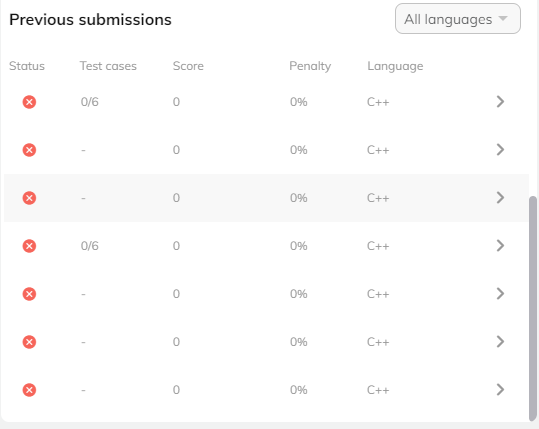 Previous submissions All languages
Status Test cases Score Penalty Language
0/6 0 0% C++
- 0 0% C++
- 0 0% C++
0/6 0 0% C++
- 0 0% C++
- 0 0% C++
- 0 0% C++